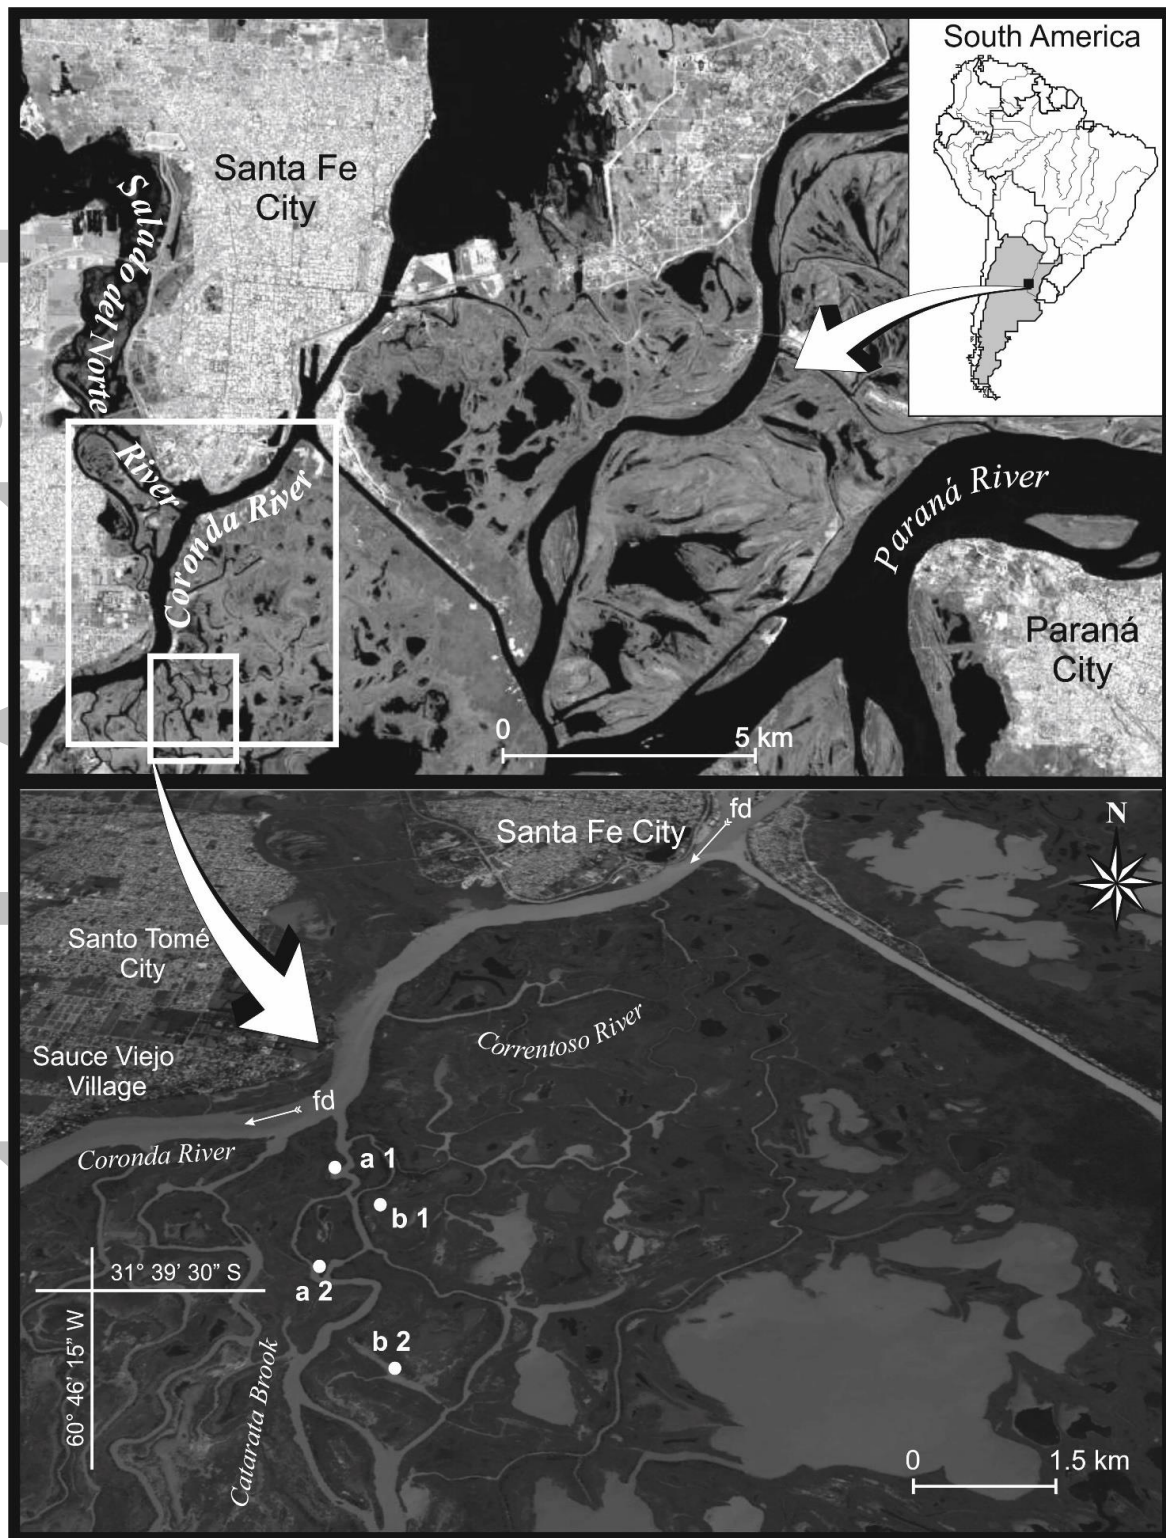 South America
Santa Fe
City
Salado del Norte
River
Coronda River
Paraná River
Paraná
City
0
5 km
Santa Fe City
fd
N
Santo Tomé
City
Correntoso River
Sauce Viejo
Village
fd
Coronda River
a 1
b 1
31° 39' 30" S
a 2
60° 46' 15" W
b 2
Catarata Brook
0
1.5 km